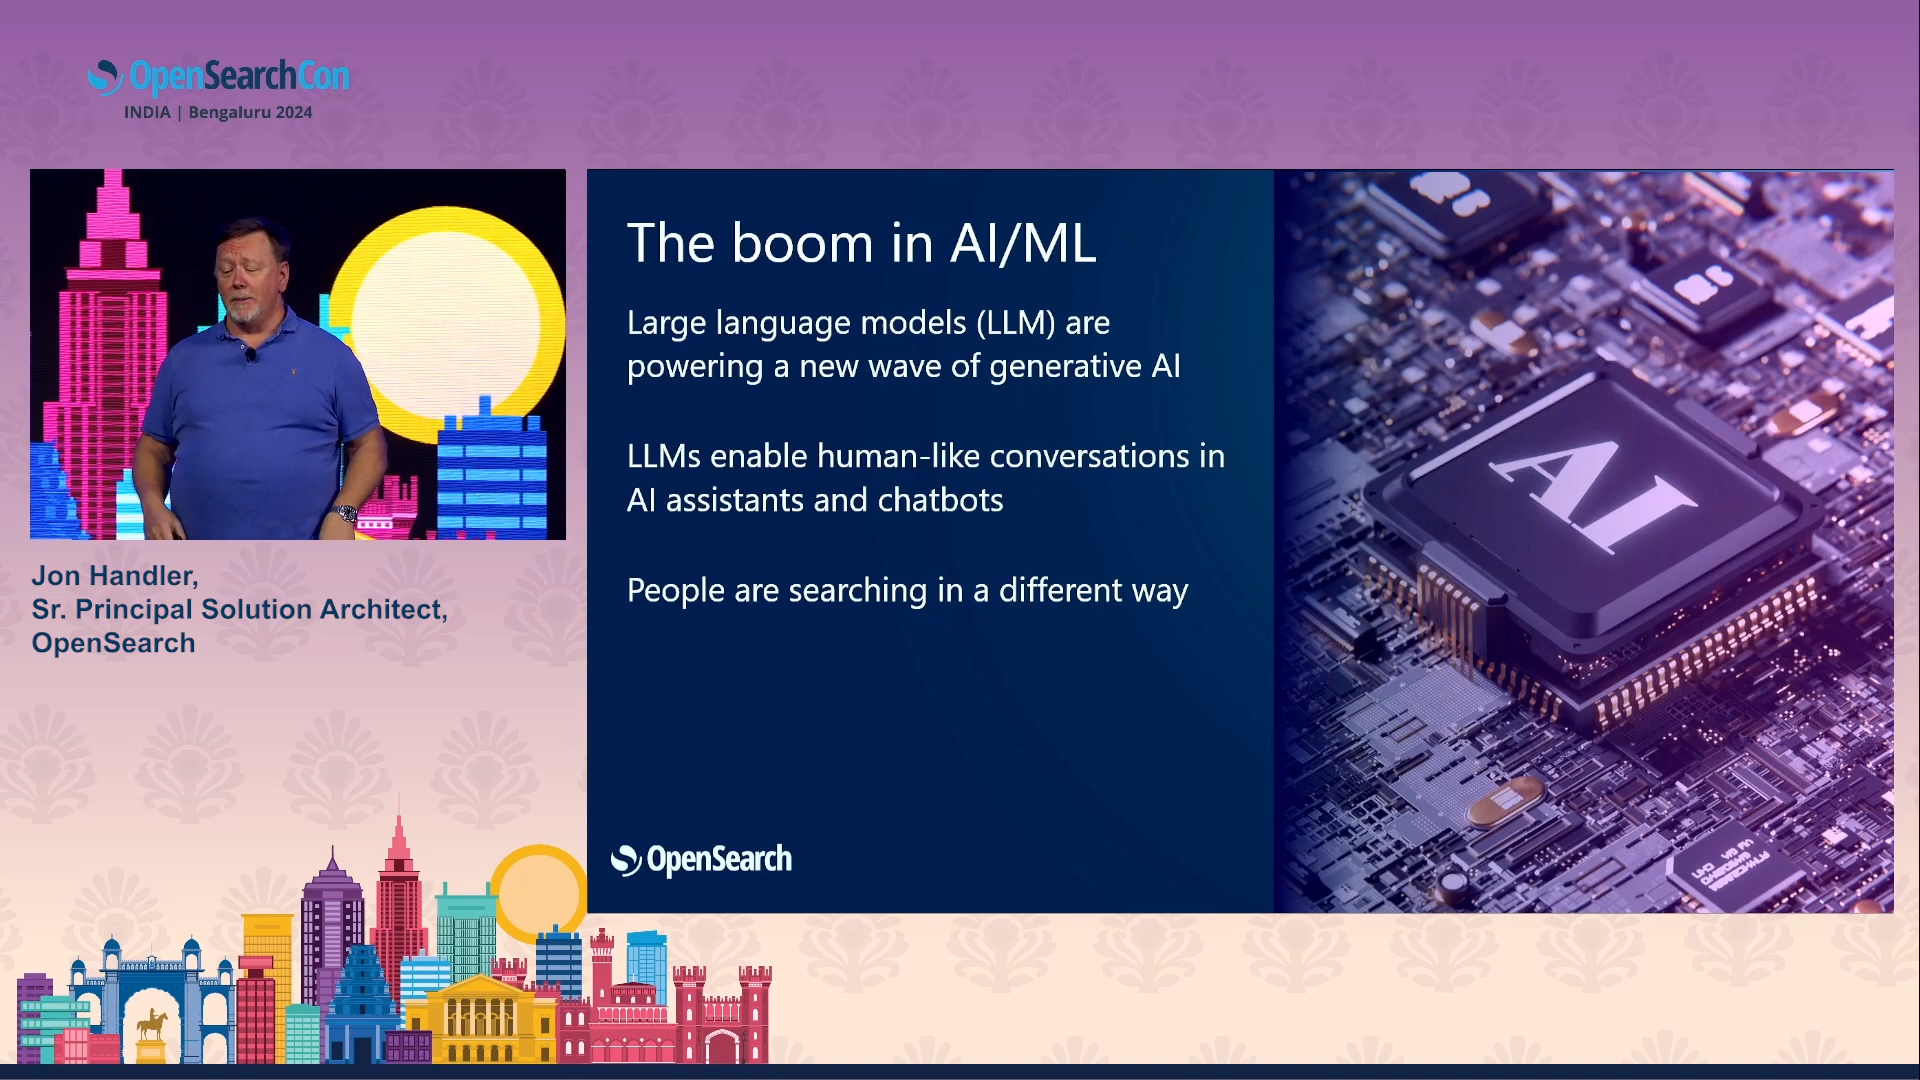 OpenSearchCon
INDIA | Bengaluru 2024
Jon Handler,
Sr. Principal Solution Architect,
OpenSearch
The boom in AI/ML
Large language models (LLM) are
powering a new wave of generative AI
LLMs enable human-like conversations in
AI assistants and chatbots
People are searching in a different way
OpenSearch
AI